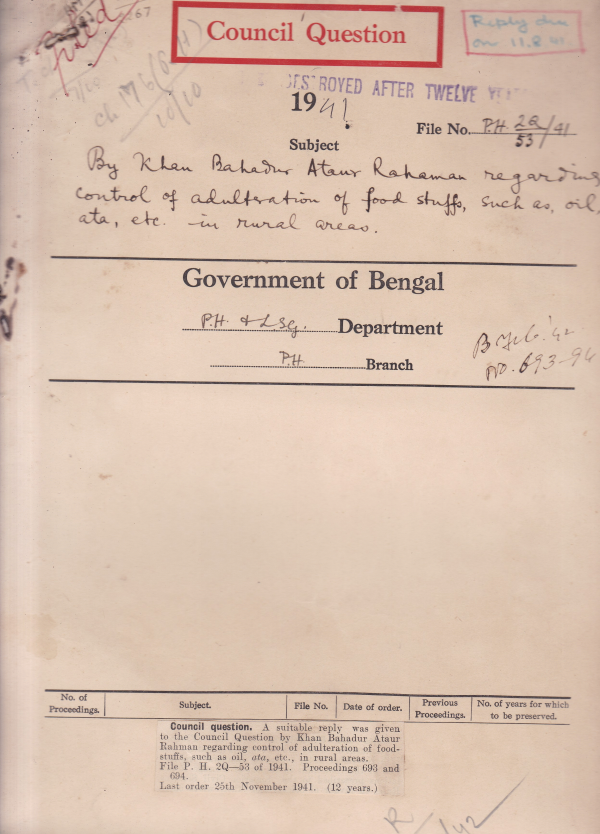 67
Council Question
Reply due
on 11.8.41
DESTROYED AFTER TWELVE
1941
File No. P.H. 2Q/53/41
Subject
By Khan Bahadur Ataur Rahaman regarding
control of adulteration of food stuffs, such as, oil,
ata, etc. in rural areas.
Government of Bengal
P.H. & L.S.G. Department
P.H. Branch
No. 693-94
No. of Proceedings. Subject. File No. Date of order. Previous Proceedings. No. of years for which to be preserved.
Council question. A suitable reply was given
to the Council Question by Khan Bahadur Ataur
Rahman regarding control of adulteration of food-
stuffs, such as oil, ata, etc., in rural areas.
File P. H. 2Q—53 of 1941. Proceedings 693 and
694.
Last order 25th November 1941. (12 years.)